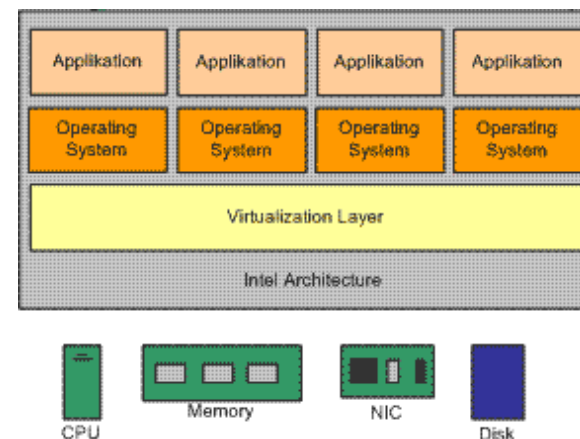 Applikation Applikation Applikation Applikation
Operating System Operating System Operating System Operating System
Virtualization Layer
Intel Architecture
CPU Memory NIC Disk